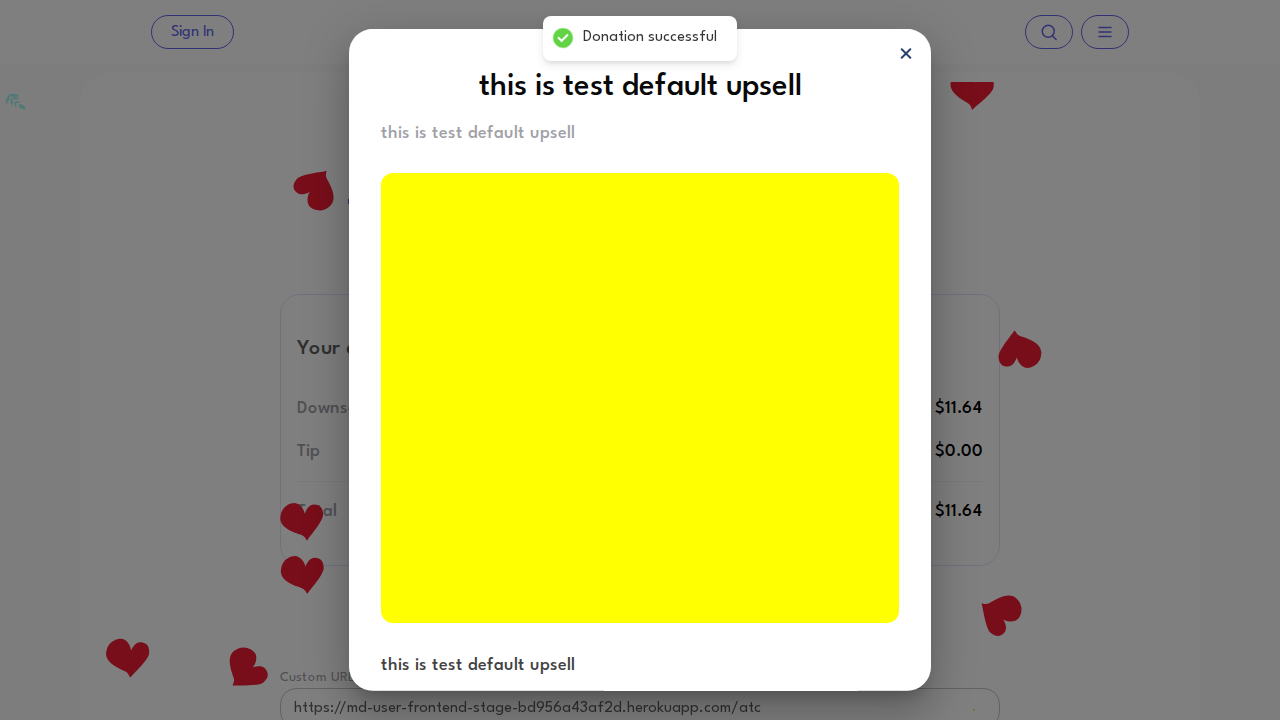 Sign In
Donation successful
this is test default upsell
this is test default upsell
Your
Downs
$11.64
Tip
$0.00
$11.64
this is test default upsell
Custom UR
https://md-user-frontend-stage-bd956a43af2d.herokuapp.com/atc